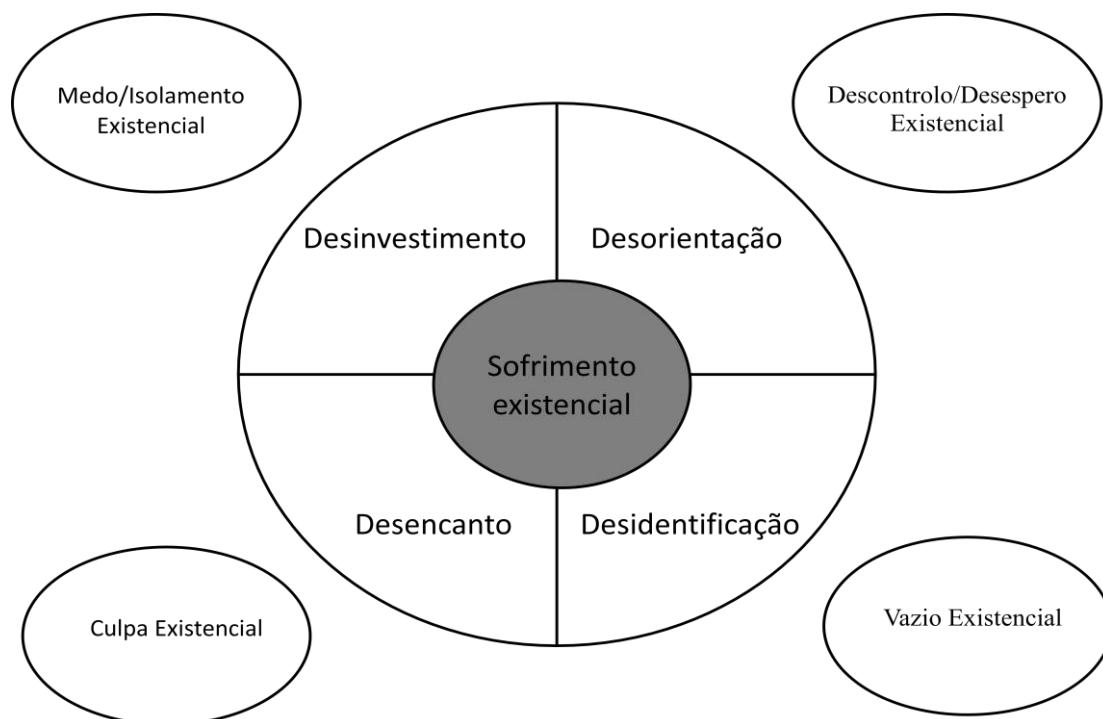 Medo/Isolamento
Existencial
Descontrolo/Desespero
Existencial
Desinvestimento
Desorientação
Sofrimento
existencial
Desencanto
Desidentificação
Culpa Existencial
Vazio Existencial